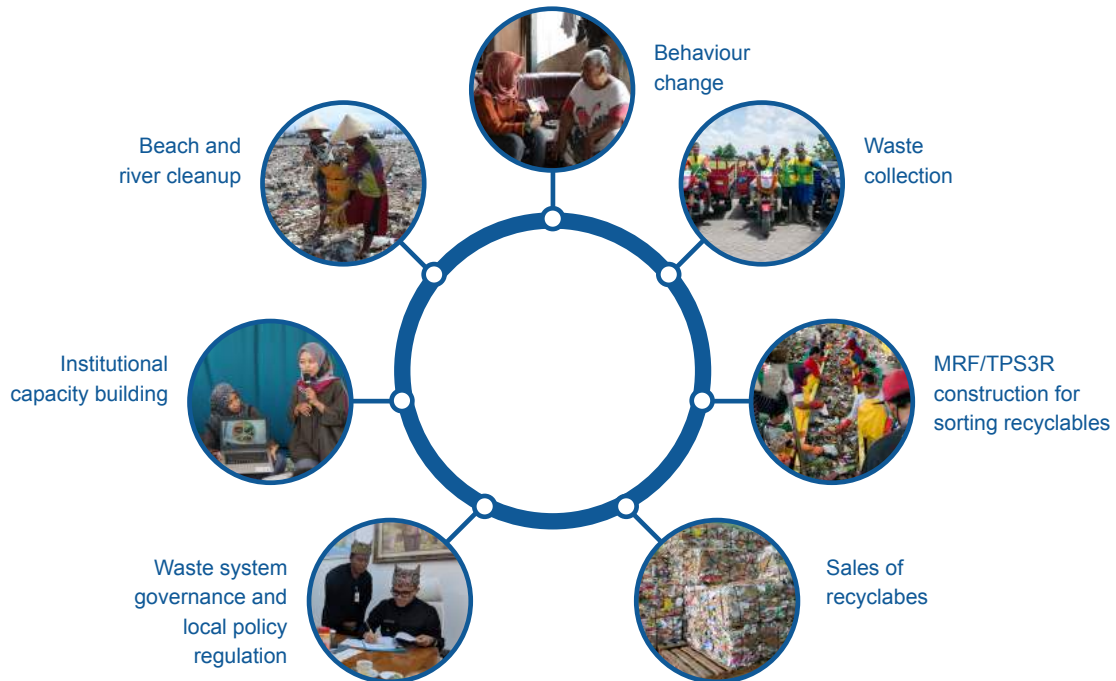 Behaviour
change
Waste
collection
MRF/TPS3R
construction for
sorting recyclables
Sales of
recyclabes
Waste system
governance and
local policy
regulation
Institutional
capacity building
Beach and
river cleanup